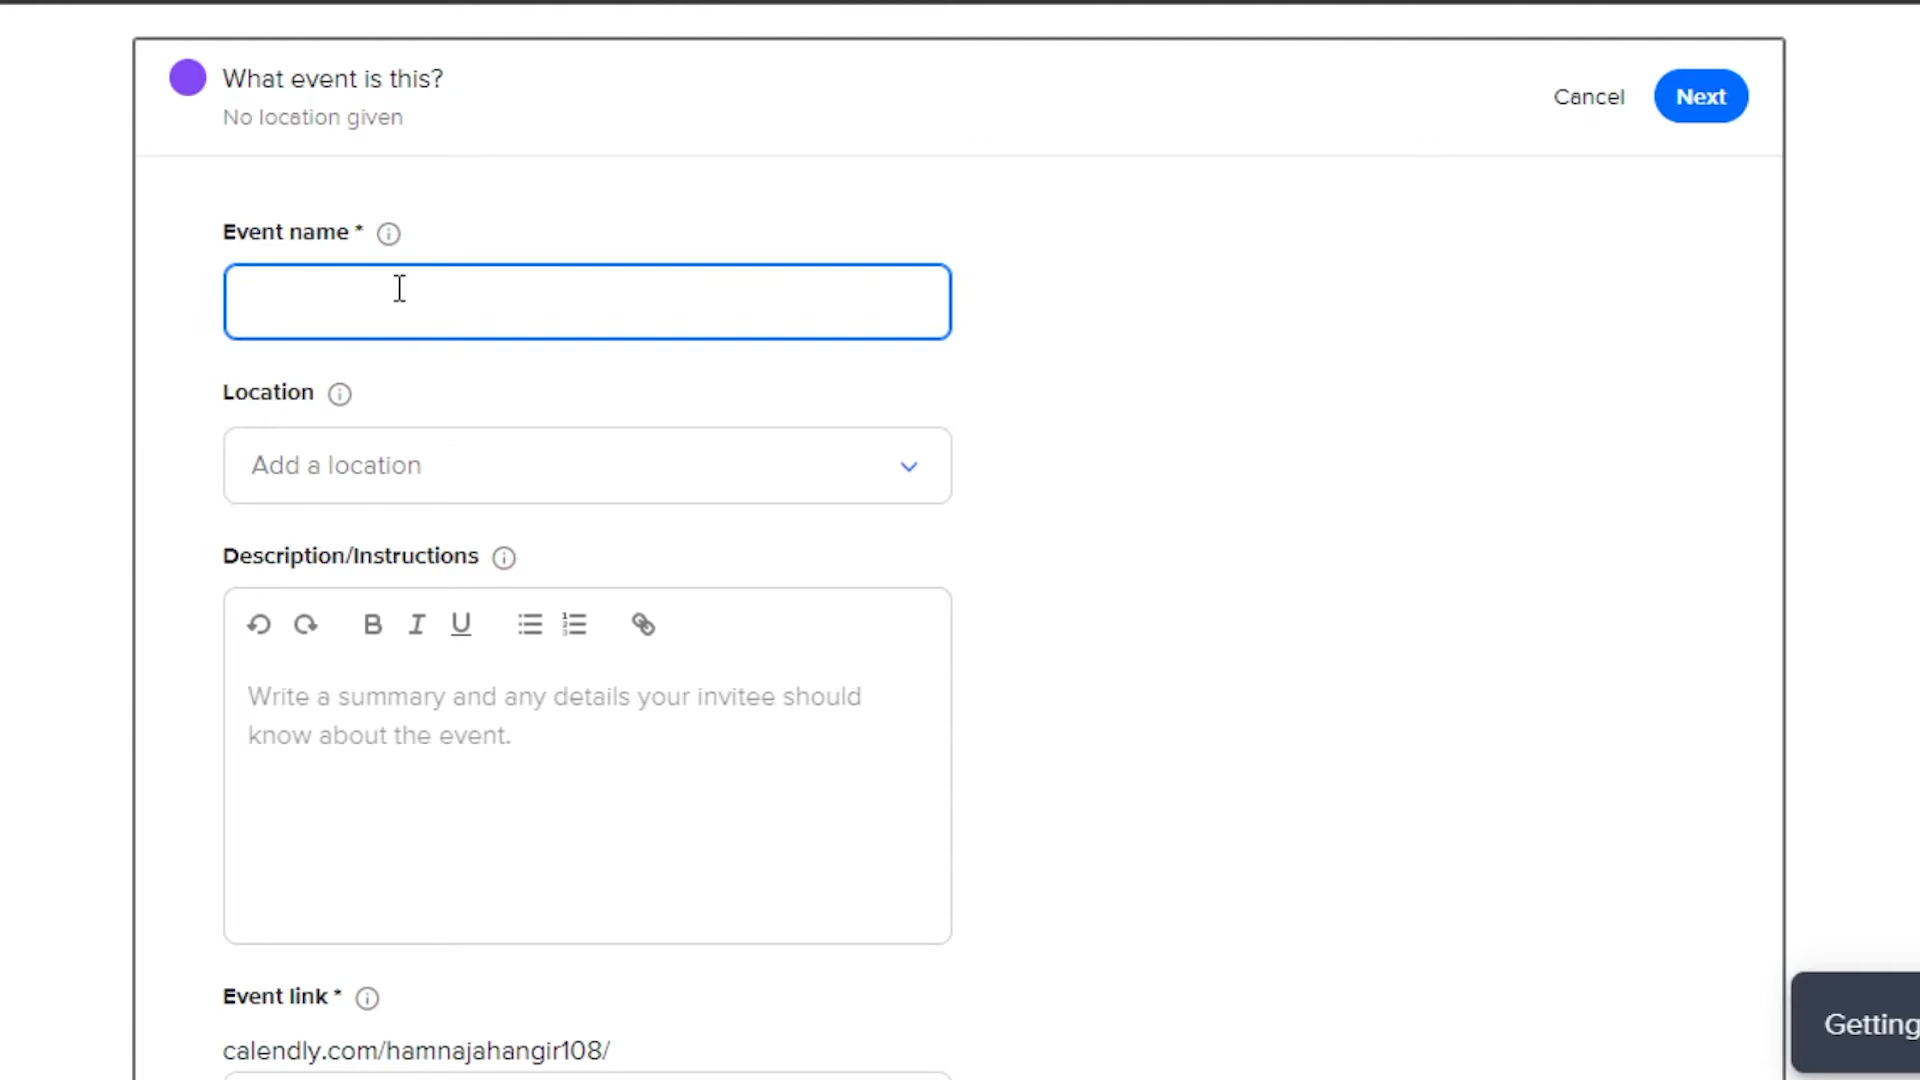 What event is this?
No location given
Cancel
Next
Event name *
Location
Add a location
Description/Instructions
B I U
Write a summary and any details your invitee should
know about the event.
Event link *
calendly.com/hamnajahangir108/
Getting